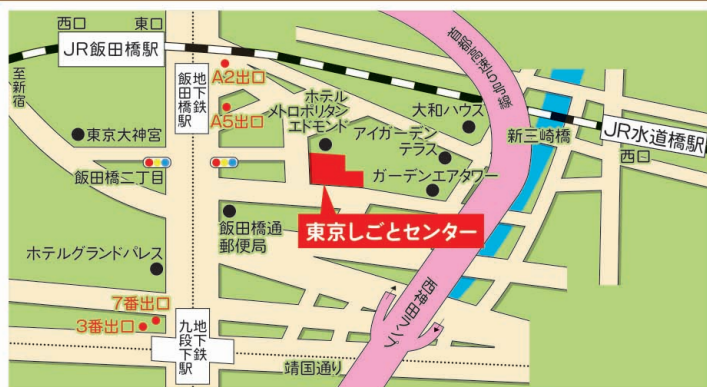 西口 東口
JR飯田橋駅
至新宿
地下鉄
飯田橋駅
A2出口
A5出口
首都高速5号線
ホテル
メトロポリタン
エドモンド
大和ハウス
東京大神宮
アイガーデン
テラス
新三崎橋
JR水道橋駅
西口
飯田橋二丁目
ガーデンエアタワー
飯田橋通
郵便局
東京しごとセンター
ホテルグランドパレス
西神田ランプ
7番出口
3番出口
地下鉄
九段下駅
靖国通り